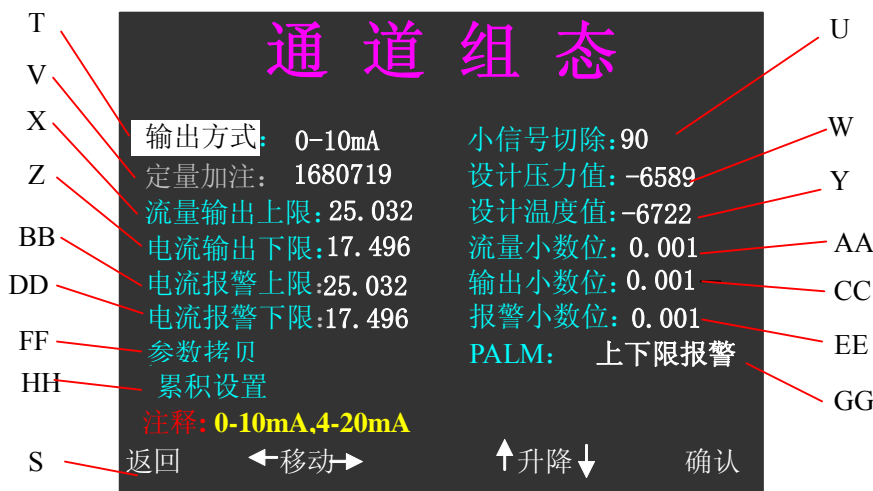 通道组态
T
U
V
X
W
Z
Y
BB
AA
DD
CC
FF
EE
HH
GG
S
输出方式: 0-10mA
小信号切除:90
定量加注: 1680719
设计压力值:-6589
流量输出上限:25.032
设计温度值:-6722
电流输出下限:17.496
流量小数位: 0.001
电流报警上限:25.032
输出小数位: 0.001
电流报警下限:17.496
报警小数位: 0.001
参数拷贝
PALM: 上下限报警
累积设置
注释: 0-10mA,4-20mA
返回 ←移动→ ↑升降↓ 确认